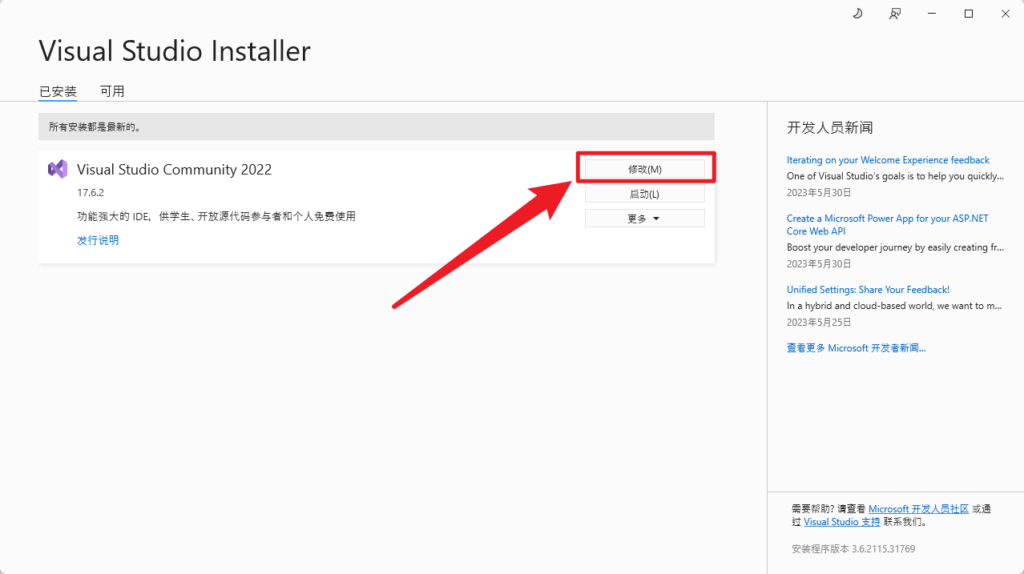 Visual Studio Installer
已安装 可用
所有安装都是最新的。
Visual Studio Community 2022
17.6.2
功能强大的 IDE，供学生、开放源代码参与者和个人免费使用
发行说明
修改(M)
启动(L)
更多
开发人员新闻
Iterating on your Welcome Experience feedback
One of Visual Studio's goals is to help you quickly...
2023年5月30日
Create a Microsoft Power App for your ASP.NET
Core Web API
Boost your developer journey by easily creating fr...
2023年5月30日
Unified Settings: Share Your Feedback!
In a hybrid and cloud-based world, we want to m...
2023年5月25日
查看更多 Microsoft 开发者新闻...
需要帮助? 请查看 Microsoft 开发人员社区 或通
过 Visual Studio 支持 联系我们。
安装程序版本 3.6.2115.31769